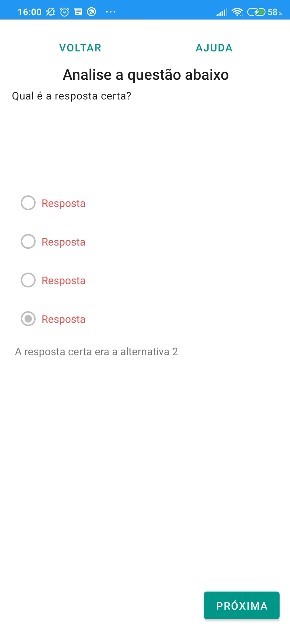 16:00
58
VOLTAR
AJUDA
Analise a questão abaixo
Qual é a resposta certa?
Resposta
Resposta
Resposta
Resposta
A resposta certa era a alternativa 2
PRÓXIMA